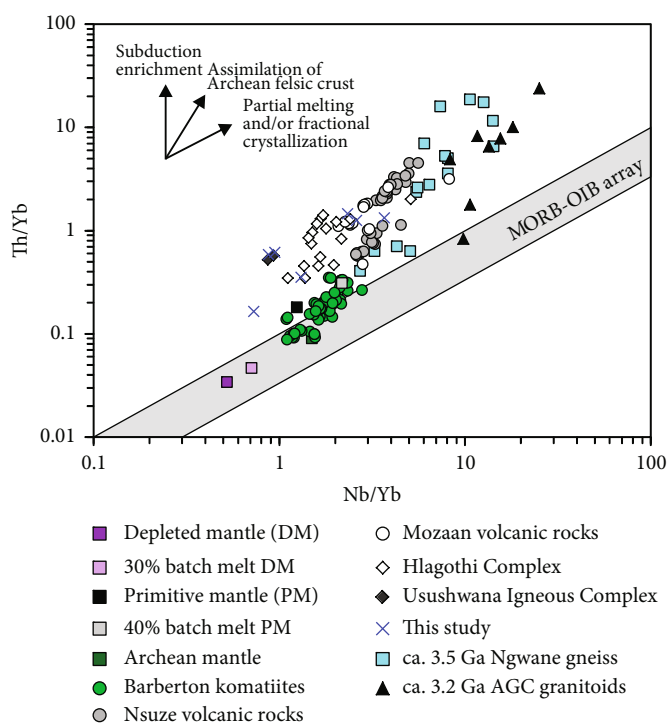 100
10
1
0.1
0.01
Th/Yb
Subduction
enrichment
Assimilation of
Archean felsic crust
Partial melting
and/or fractional
crystallization
MORB-OIB array
0.1
1
10
100
Nb/Yb
Depleted mantle (DM)
30% batch melt DM
Primitive mantle (PM)
40% batch melt PM
Archean mantle
Barberton komatiites
Nsuze volcanic rocks
Mozaan volcanic rocks
Hlagothi Complex
Usushwana Igneous Complex
This study
ca. 3.5 Ga Ngwane gneiss
ca. 3.2 Ga AGC granitoids